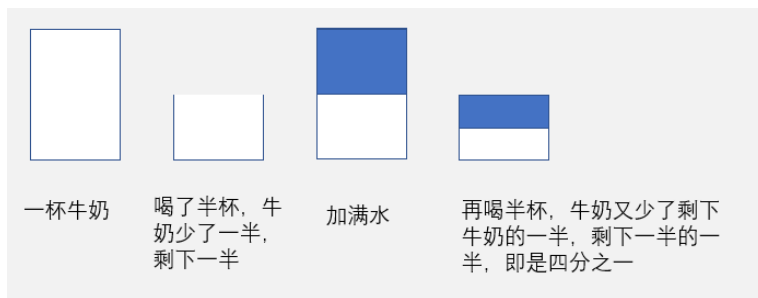 一杯牛奶
喝了半杯，牛
奶少了一半，
剩下一半
加满水
再喝半杯，牛奶又少了剩下
牛奶的一半，剩下一半的一
半，即是四分之一